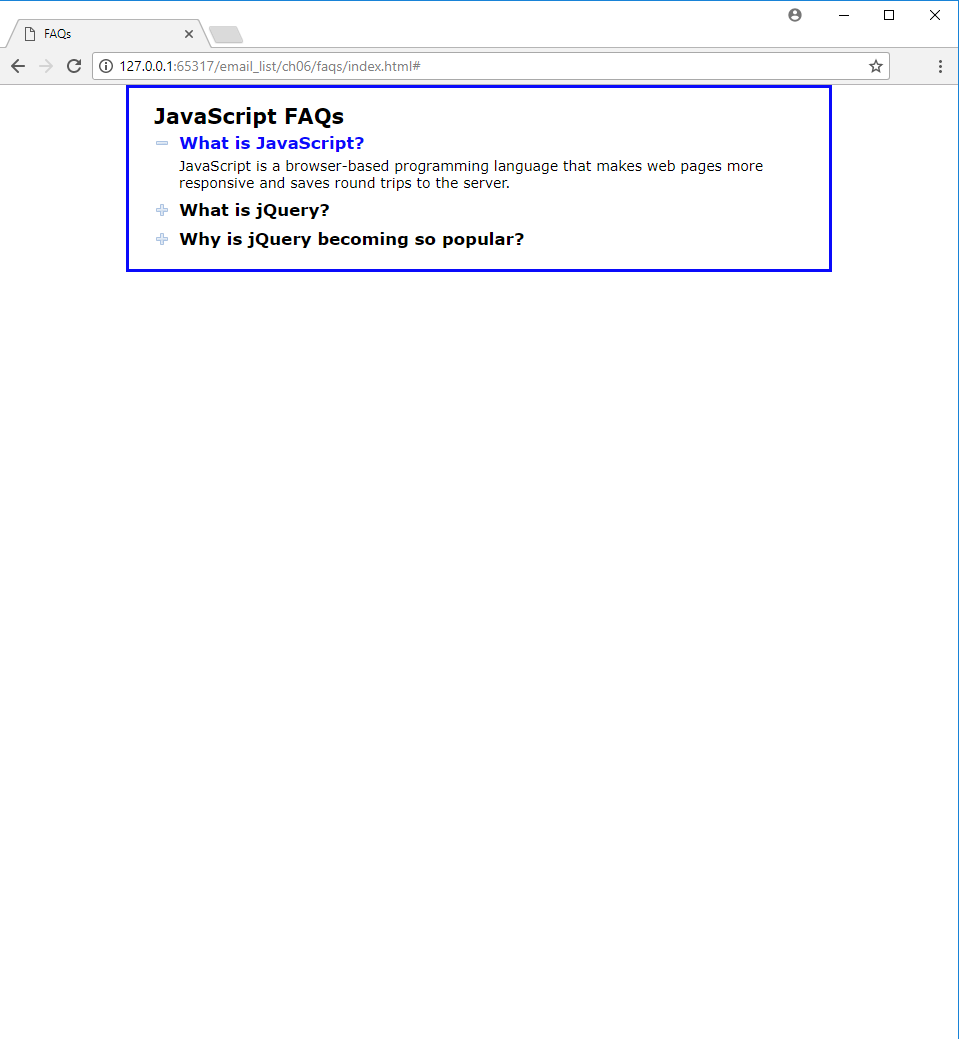 FAQs
127.0.0.1:65317/email_list/ch06/faqs/index.html#
JavaScript FAQs
What is JavaScript?
JavaScript is a browser-based programming language that makes web pages more
responsive and saves round trips to the server.
What is jQuery?
Why is jQuery becoming so popular?